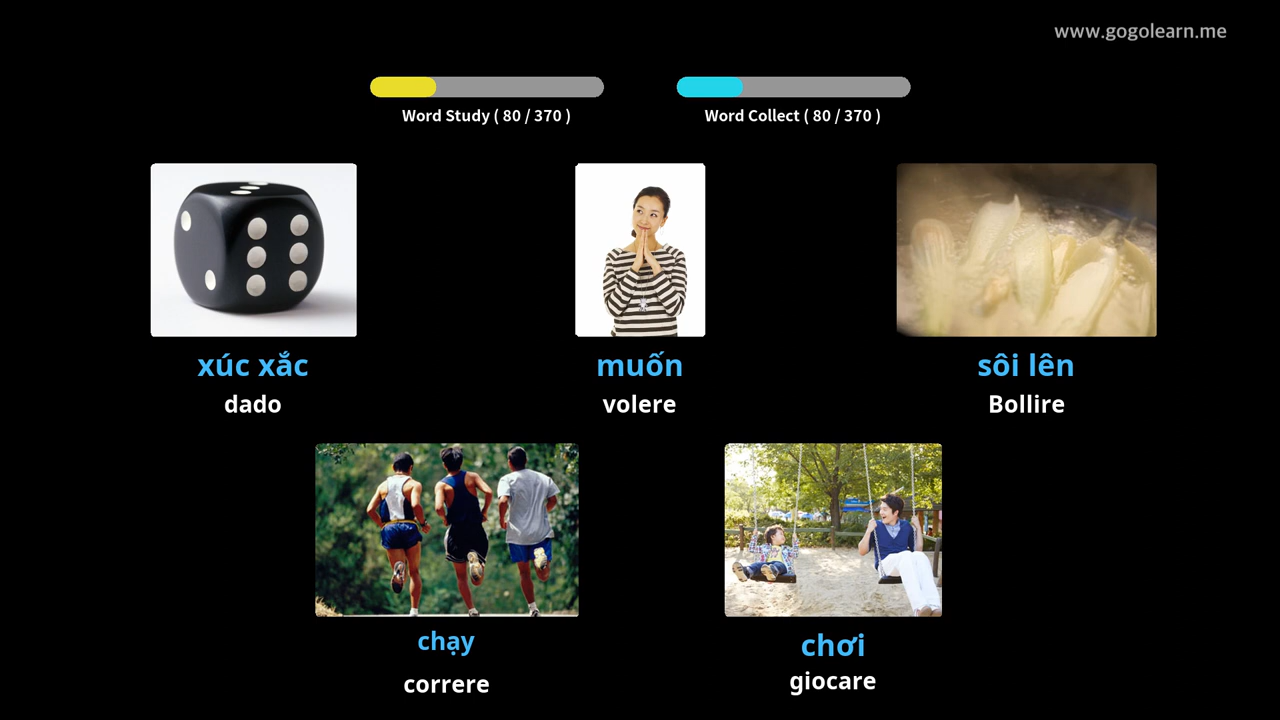 www.gogolearn.me
Word Study ( 80 / 370 )
Word Collect ( 80 / 370 )
xúc xắc
dado
muốn
volere
sôi lên
Bollire
chạy
correre
chơi
giocare